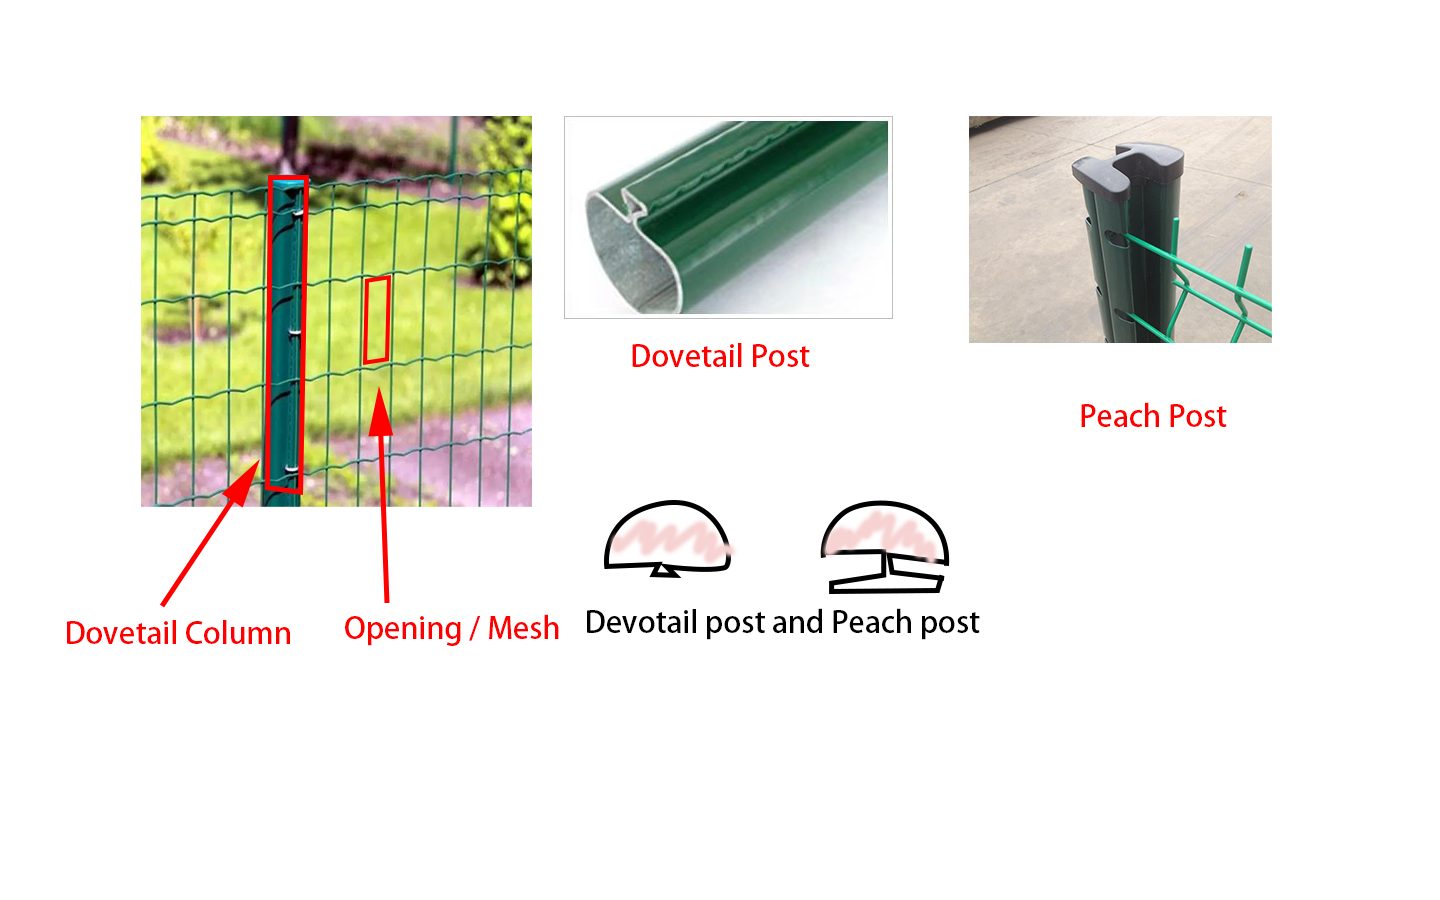 Dovetail Post
Peach Post
Dovetail Column
Opening / Mesh
Devotail post and Peach post